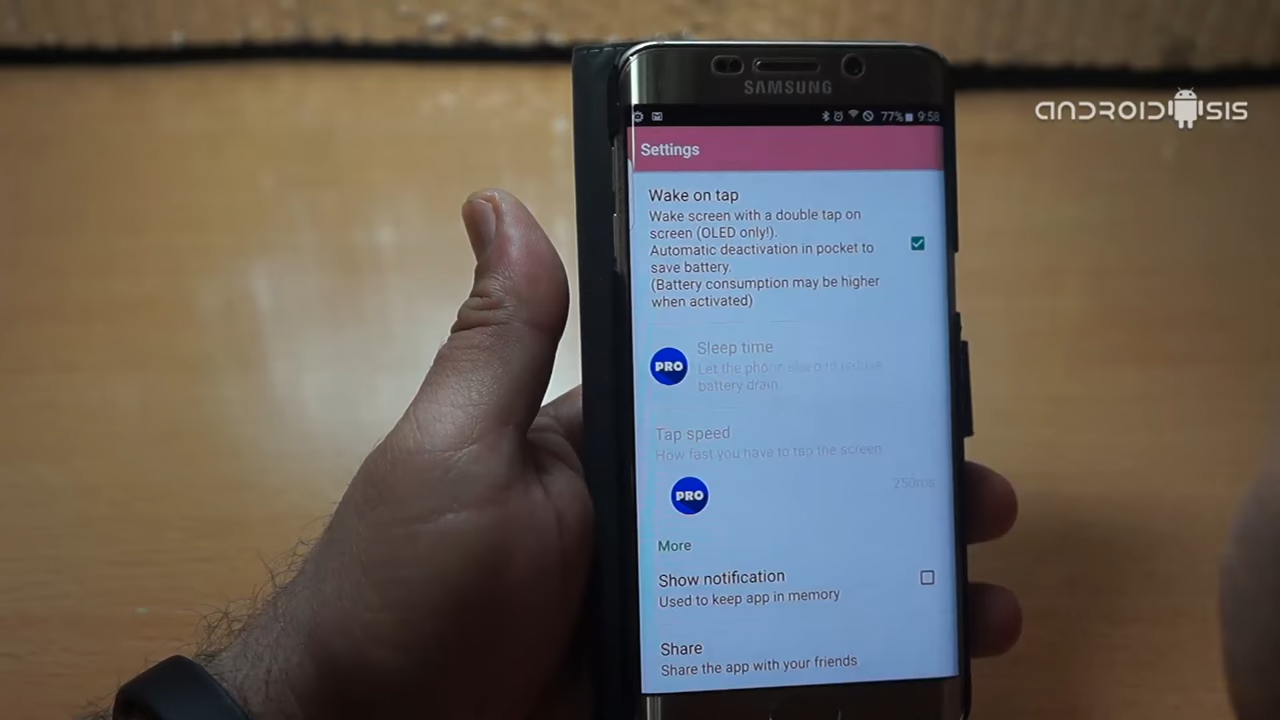 SAMSUNG
ANDROIDSIS
77% 9:58
Settings
Wake on tap
Wake screen with a double tap on
screen (OLED only!).
Automatic deactivation in pocket to
save battery.
(Battery consumption may be higher
when activated)
Sleep time
PRO
Let the phone sleep to reduce
battery drain.
Tap speed
How fast you have to tap the screen
250ms
PRO
More
Show notification
Used to keep app in memory
Share
Share the app with your friends